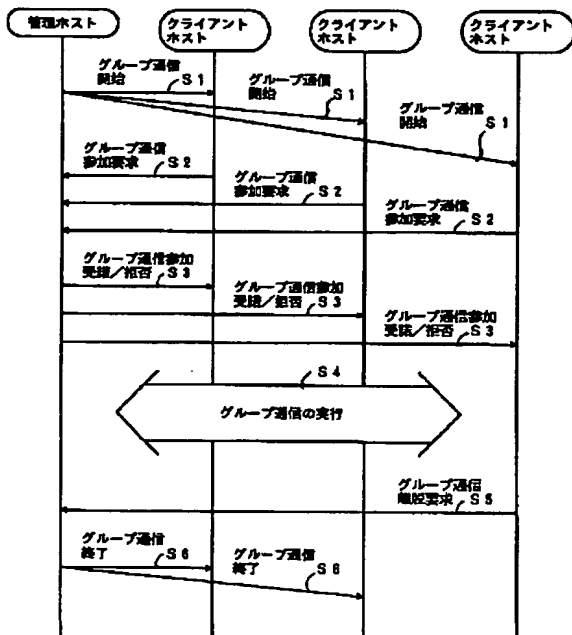 管理ホスト
クライアント
ホスト
クライアント
ホスト
クライアント
ホスト
グループ通信
開始
S1
グループ通信
開始
S1
グループ通信
開始
S1
グループ通信
参加要求
S2
グループ通信
参加要求
S2
グループ通信
参加要求
S2
グループ通信参加
受諾/拒否
S3
グループ通信参加
受諾/拒否
S3
グループ通信参加
受諾/拒否
S3
S4
グループ通信の実行
グループ通信
離脱要求
S5
グループ通信
終了
S6
グループ通信
終了
S6